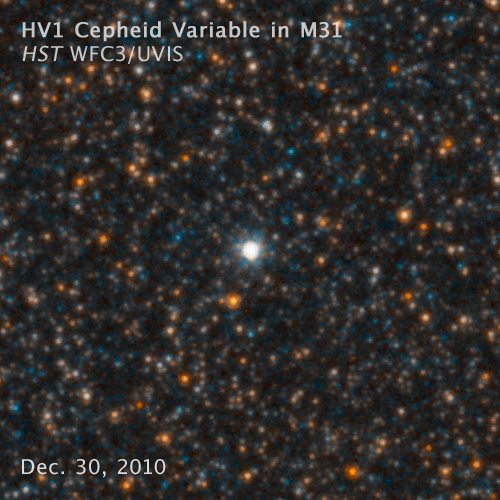 HV1 Cepheid Variable in M31
HST WFC3/UVIS
Dec. 30, 2010